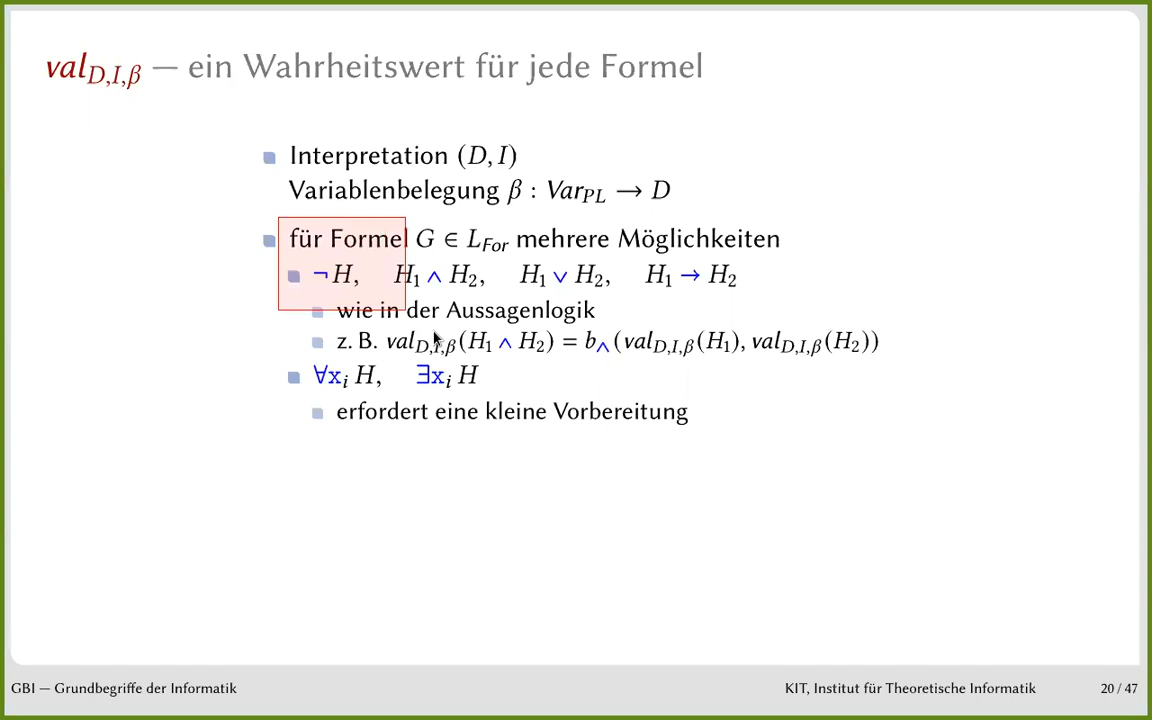 val_{D,I,β} — ein Wahrheitswert für jede Formel
Interpretation (D, I)
Variablenbelegung β : Var_{PL} → D
für Formel G ∈ L_{For} mehrere Möglichkeiten
¬ H, H₁ ∧ H₂, H₁ ∨ H₂, H₁ → H₂
wie in der Aussagenlogik
z. B. val_{D,I,β}(H₁ ∧ H₂) = b_∧(val_{D,I,β}(H₁), val_{D,I,β}(H₂))
∀x_i H, ∃x_i H
erfordert eine kleine Vorbereitung
GBI — Grundbegriffe der Informatik
KIT, Institut für Theoretische Informatik
20 / 47